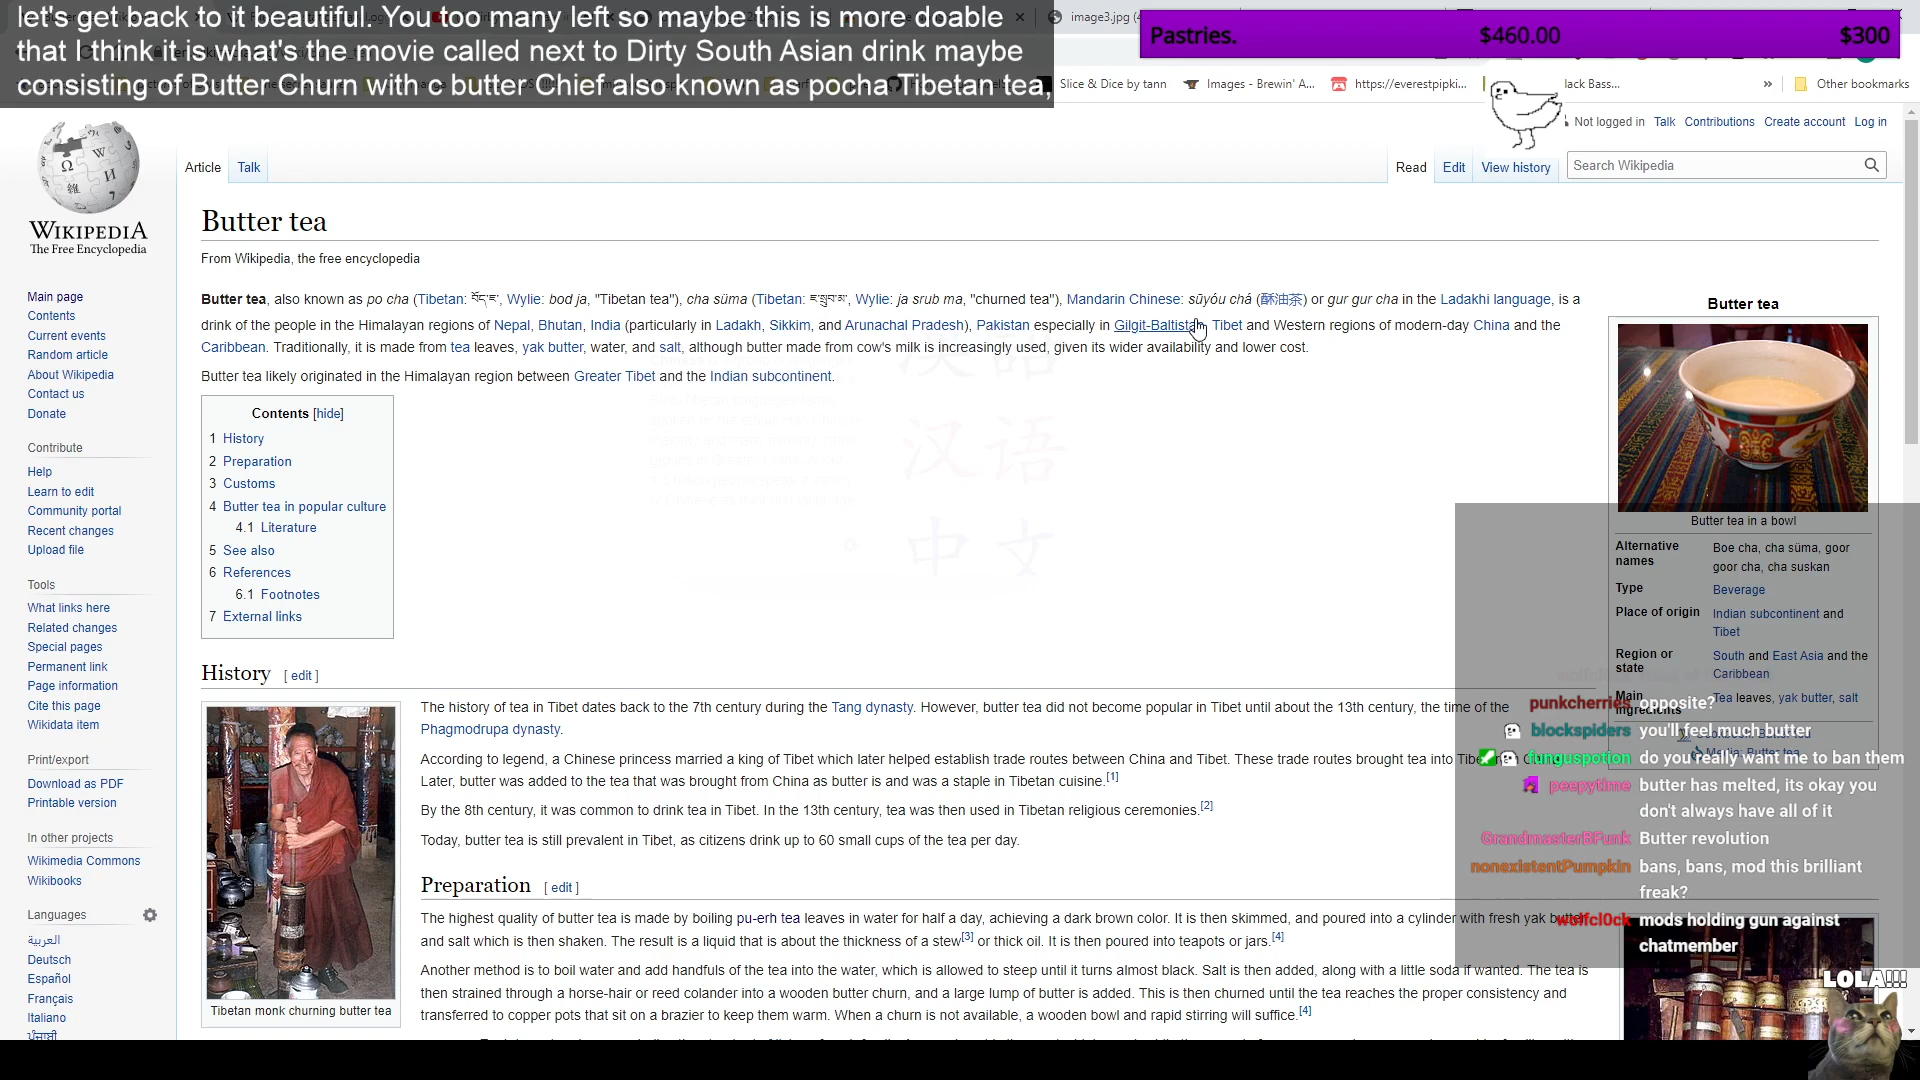 let's get back to it beautiful. You too many left so maybe this is more doable
that I think it is what's the movie called next to Dirty South Asian drink maybe
consisting of Butter Churn with c butter Chief also known as pocha Tibetan tea,
image3.jpg (4
Pastries. $460.00 $300
Slice & Dice by tann
Images - Brewin' A...
https://everestpipki...
lack Bass...
»
Other bookmarks
Not logged in Talk Contributions Create account Log in
Article Talk
Read Edit View history
Search Wikipedia
WIKIPEDIA
The Free Encyclopedia
Main page
Contents
Current events
Random article
About Wikipedia
Contact us
Donate
Contribute
Help
Learn to edit
Community portal
Recent changes
Upload file
Tools
What links here
Related changes
Special pages
Permanent link
Page information
Cite this page
Wikidata item
Print/export
Download as PDF
Printable version
In other projects
Wikimedia Commons
Wikibooks
Languages
العربية
Deutsch
Español
Français
Italiano
Butter tea
From Wikipedia, the free encyclopedia
Butter tea, also known as po cha (Tibetan: བོད་ཇ་, Wylie: bod ja, "Tibetan tea"), cha süma (Tibetan: ཇ་སྲུབ་མ་, Wylie: ja srub ma, "churned tea"), Mandarin Chinese: sūyóu chá (酥油茶) or gur gur cha in the Ladakhi language, is a
drink of the people in the Himalayan regions of Nepal, Bhutan, India (particularly in Ladakh, Sikkim, and Arunachal Pradesh), Pakistan especially in Gilgit-Baltista Tibet and Western regions of modern-day China and the
Caribbean. Traditionally, it is made from tea leaves, yak butter, water, and salt, although butter made from cow's milk is increasingly used, given its wider availability and lower cost.
Butter tea likely originated in the Himalayan region between Greater Tibet and the Indian subcontinent.
Contents [hide]
1 History
2 Preparation
3 Customs
4 Butter tea in popular culture
4.1 Literature
5 See also
6 References
6.1 Footnotes
7 External links
汉语
中文
History [ edit ]
The history of tea in Tibet dates back to the 7th century during the Tang dynasty. However, butter tea did not become popular in Tibet until about the 13th century, the time of the
Phagmodrupa dynasty.
According to legend, a Chinese princess married a king of Tibet which later helped establish trade routes between China and Tibet. These trade routes brought tea into
Later, butter was added to the tea that was brought from China as butter is and was a staple in Tibetan cuisine.[1]
By the 8th century, it was common to drink tea in Tibet. In the 13th century, tea was then used in Tibetan religious ceremonies.[2]
Today, butter tea is still prevalent in Tibet, as citizens drink up to 60 small cups of the tea per day.
Tibetan monk churning butter tea
Preparation [ edit ]
The highest quality of butter tea is made by boiling pu-erh tea leaves in water for half a day, achieving a dark brown color. It is then skimmed, and poured into a cylinder with fresh yak butter
and salt which is then shaken. The result is a liquid that is about the thickness of a stew[3] or thick oil. It is then poured into teapots or jars.[4]
Another method is to boil water and add handfuls of the tea into the water, which is allowed to steep until it turns almost black. Salt is then added, along with a little soda if wanted. The tea is
then strained through a horse-hair or reed colander into a wooden butter churn, and a large lump of butter is added. This is then churned until the tea reaches the proper consistency and
transferred to copper pots that sit on a brazier to keep them warm. When a churn is not available, a wooden bowl and rapid stirring will suffice.[4]
Butter tea
Butter tea in a bowl
Alternative names Boe cha, cha süma, goor goor cha, cha suskan
Type Beverage
Place of origin Indian subcontinent and Tibet
Region or state South and East Asia and the Caribbean
Main ingredients Tea leaves, yak butter, salt
punkcherries opposite?
blockspiders you'll feel much butter
funguspotion do you really want me to ban them
peepytime butter has melted, its okay you
don't always have all of it
GrandmasterBFunk Butter revolution
nonexistentPumpkin bans, bans, mod this brilliant
freak?
wolfcl0ck mods holding gun against
chatmember
LOLA!!!